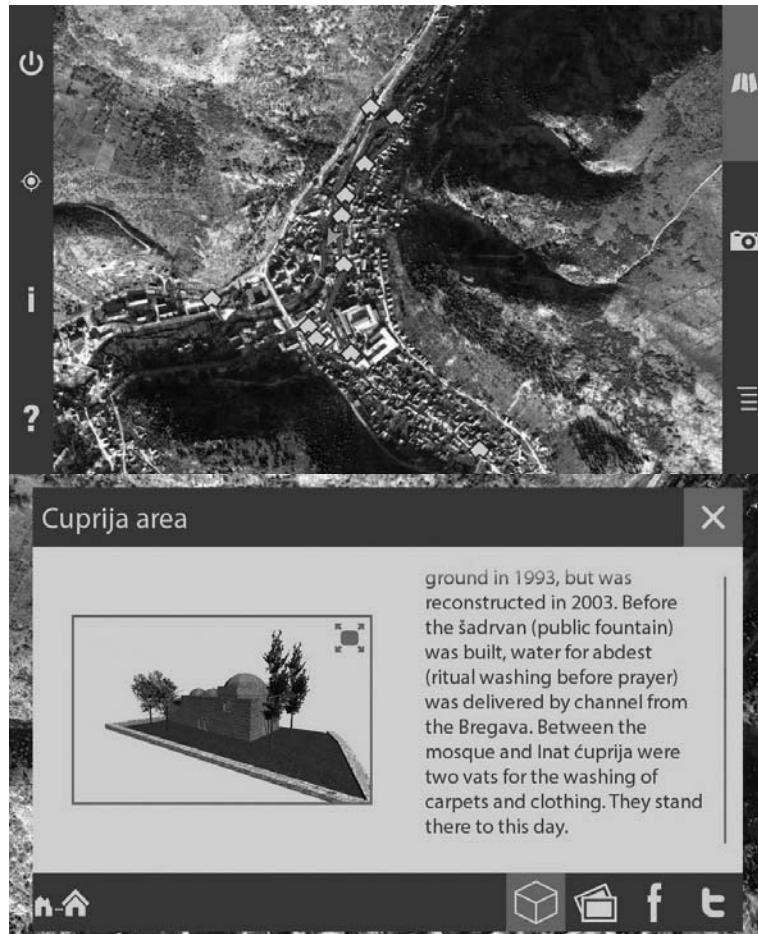 i
?
Cuprija area
ground in 1993, but was
reconstructed in 2003. Before
the šadrvan (public fountain)
was built, water for abdest
(ritual washing before prayer)
was delivered by channel from
the Bregava. Between the
mosque and Inat ćuprija were
two vats for the washing of
carpets and clothing. They stand
there to this day.
f t